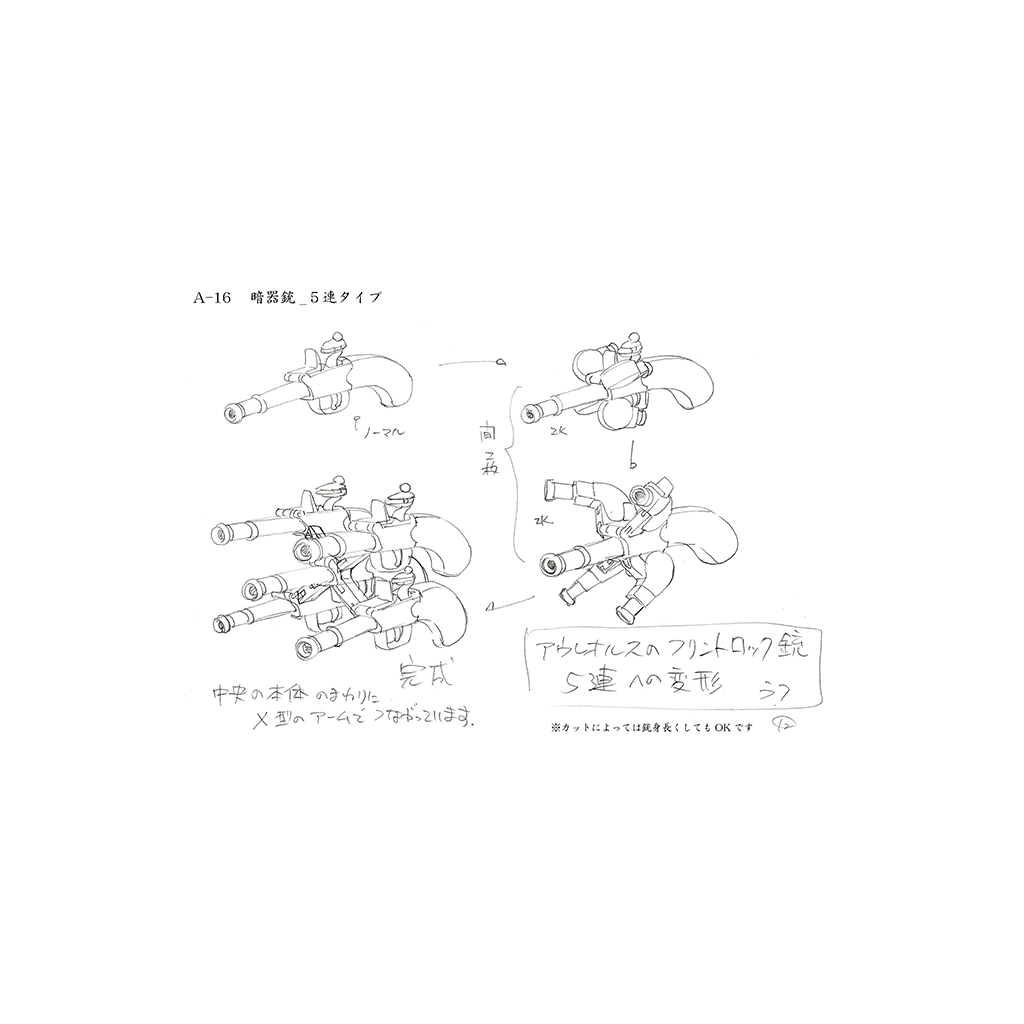 A-16 暗器銃_5連タイプ
ノーマル
2K
間2枚
2K
完成
中央の本体のまわりに
X型のアームでつながっています.
アウレオルスのフリントロック銃
5連への変形
※カットによっては銃身長くしてもOKです